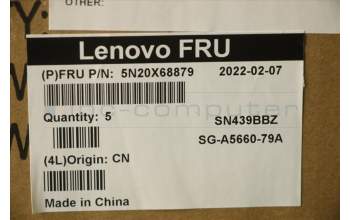 OTHER:
Lenovo FRU
(P)FRU P/N: 5N20X68879 2022-02-07
Quantity: 5 SN439BBZ
SG-A5660-79A
(4L)Origin: CN
Made in China